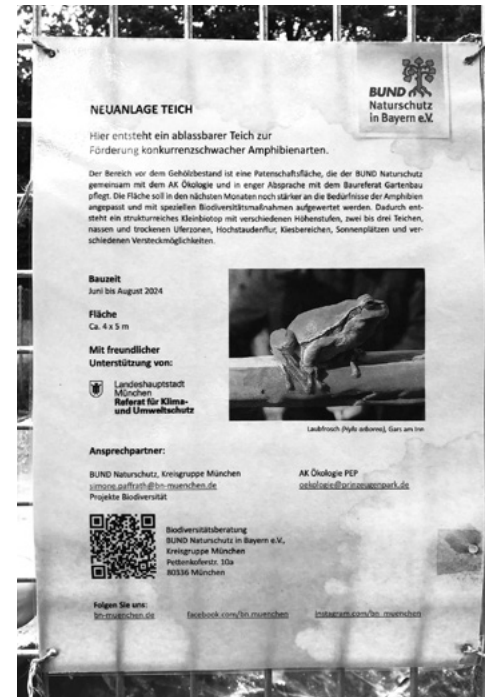 BUND
Naturschutz
in Bayern e.V.
NEUANLAGE TEICH
Hier entsteht ein ablassbarer Teich zur
Förderung konkurrenzschwacher Amphibienarten.
Der Bereich vor dem Gehölzbestand ist eine Patenschaftsfläche, die der BUND Naturschutz
gemeinsam mit dem AK Ökologie und in enger Absprache mit dem Baureferat Gartenbau
pflegt. Die Fläche soll in den nächsten Monaten noch stärker an die Bedürfnisse der Amphibien
angepasst und mit speziellen Biodiversitätsmaßnahmen aufgewertet werden. Dadurch ent-
steht ein strukturreiches Kleinbiotop mit verschiedenen Höhenstufen, zwei bis drei Teichen,
nassen und trockenen Uferzonen, Hochstaudenflur, Kiesbereichen, Sonnenplätzen und ver-
schiedenen Versteckmöglichkeiten.
Bauzeit
Juni bis August 2024
Fläche
Ca. 4 x 5 m
Mit freundlicher
Unterstützung von:
Landeshauptstadt
München
Referat für Klima-
und Umweltschutz
Laubfrosch (Hyla arborea), Gars am Inn
Ansprechpartner:
BUND Naturschutz, Kreisgruppe München
simone.paffrath@bn-muenchen.de
Projekte Biodiversität
AK Ökologie PEP
oekologie@prinzeugenpark.de
Biodiversitätsberatung
BUND Naturschutz in Bayern e.V.,
Kreisgruppe München
Pettenkoferstr. 10a
80336 München
Folgen Sie uns:
bn-muenchen.de
facebook.com/bn.muenchen
instagram.com/bn_muenchen